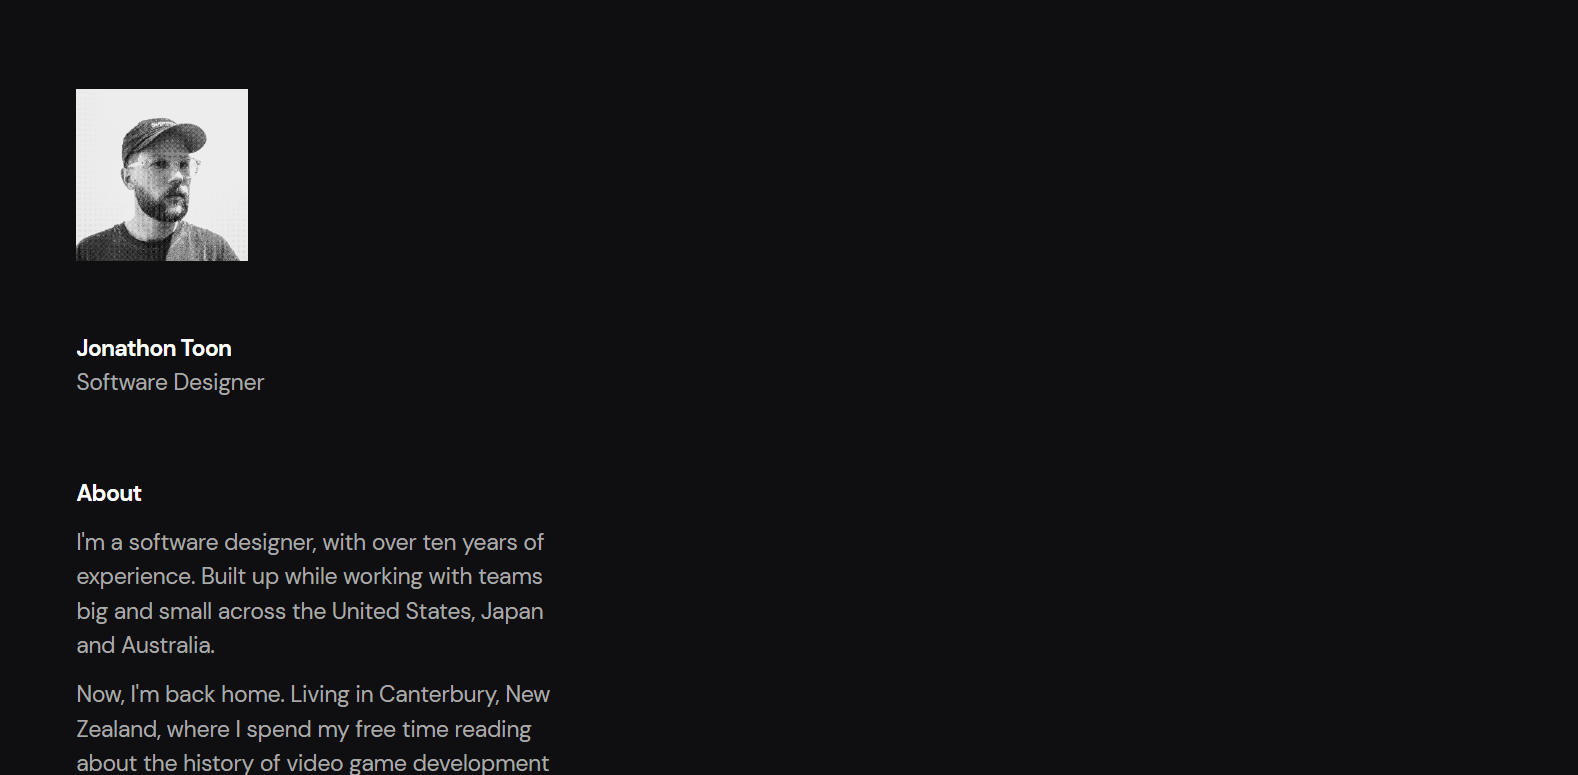 Jonathon Toon
Software Designer
About
I'm a software designer, with over ten years of
experience. Built up while working with teams
big and small across the United States, Japan
and Australia.
Now, I'm back home. Living in Canterbury, New
Zealand, where I spend my free time reading
about the history of video game development